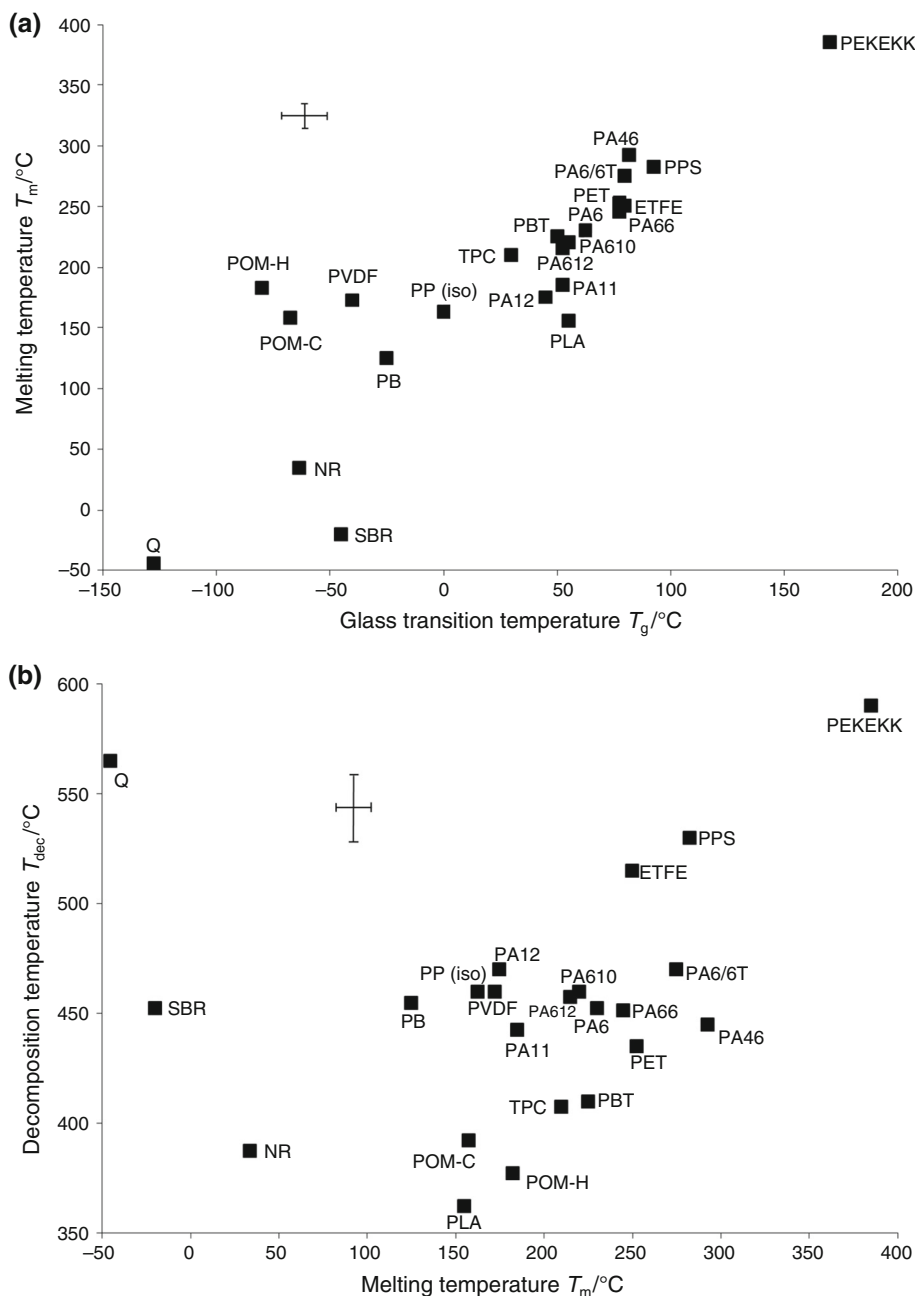 (a)
400
350
300
250
200
150
100
50
0
–50
Melting temperature Tm/°C
PEKEKK
PA46
PPS
PA6/6T
PET
ETFE
PA6
PA66
PBT
PA610
TPC
PA612
POM-H
PVDF
PP (iso)
PA12
PA11
POM-C
PLA
PB
NR
SBR
Q
–150 –100 –50 0 50 100 150 200
Glass transition temperature Tg/°C
(b)
600
550
500
450
400
350
Decomposition temperature Tdec/°C
PEKEKK
Q
PPS
ETFE
PA12
PP (iso)
PA610
PA6/6T
SBR
PB
PVDF
PA612
PA6
PA66
PA46
PA11
PET
TPC
PBT
NR
POM-C
POM-H
PLA
–50 0 50 100 150 200 250 300 350 400
Melting temperature Tm/°C